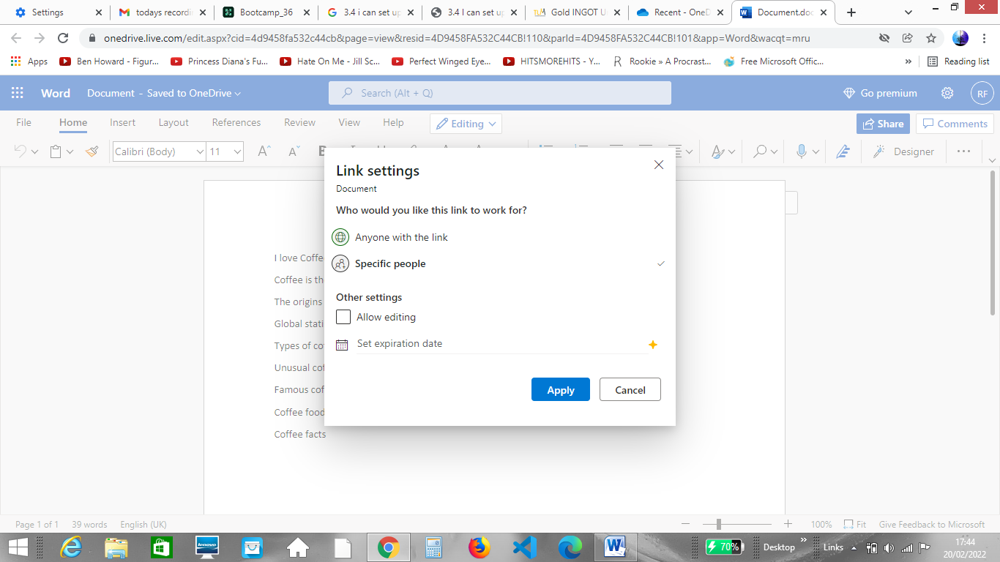 Settings
todays recordin
Bootcamp_36
3.4 i can set up
3.4 I can set up
Gold INGOT U
Recent - OneD
Document.doc
onedrive.live.com/edit.aspx?cid=4d9458fa532c44cb&page=view&resid=4D9458FA532C44CB!110&parId=4D9458FA532C44CB!101&app=Word&wacqt=mru
Apps
Ben Howard - Figur...
Princess Diana's Fu...
Hate On Me - Jill Sc...
Perfect Winged Eye...
HITSMOREHITS - Y...
Rookie » A Procrast...
Free Microsoft Offic...
»
Reading list
Word
Document - Saved to OneDrive
Search (Alt + Q)
Go premium
RF
File
Home
Insert
Layout
References
Review
View
Help
Editing
Share
Comments
Calibri (Body)
11
Designer
Link settings
Document
Who would you like this link to work for?
Anyone with the link
Specific people
Other settings
Allow editing
Set expiration date
Apply
Cancel
I love Coffe
Coffee is the
The origins
Global stati
Types of co
Unusual cof
Famous cof
Coffee food
Coffee facts
Page 1 of 1
39 words
English (UK)
100%
Fit
Give Feedback to Microsoft
lenovo
70%
Desktop
»
Links
17:44
20/02/2022